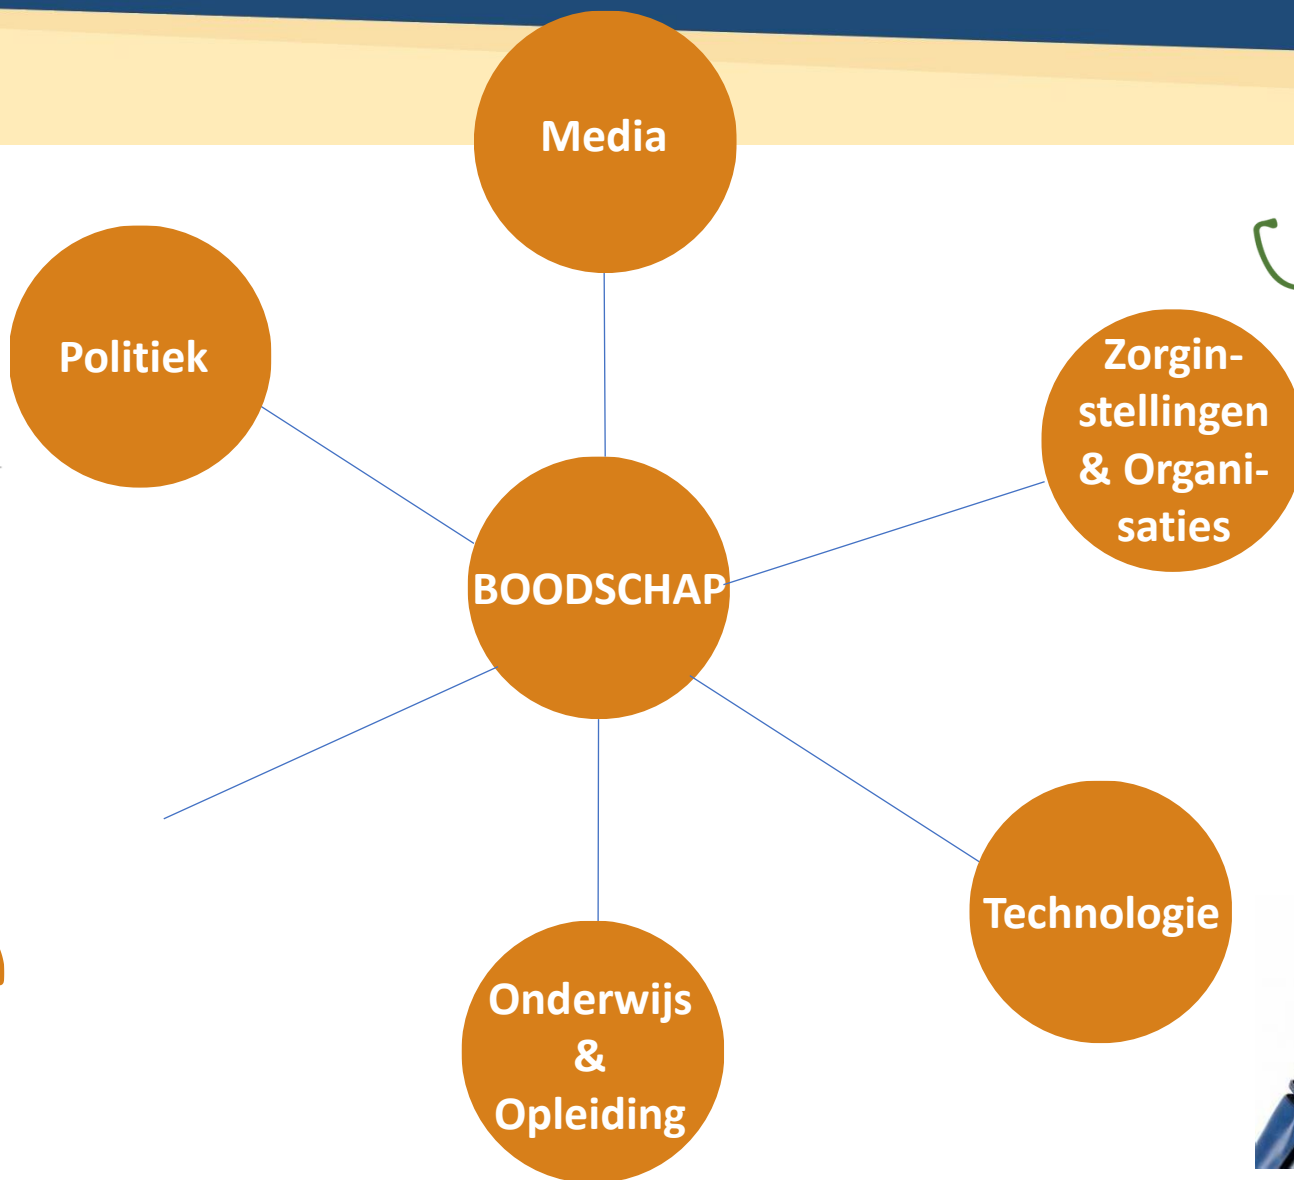 Media
Politiek
Zorgin-
stellingen
& Organi-
saties
BOODSCHAP
Technologie
Onderwijs
&
Opleiding